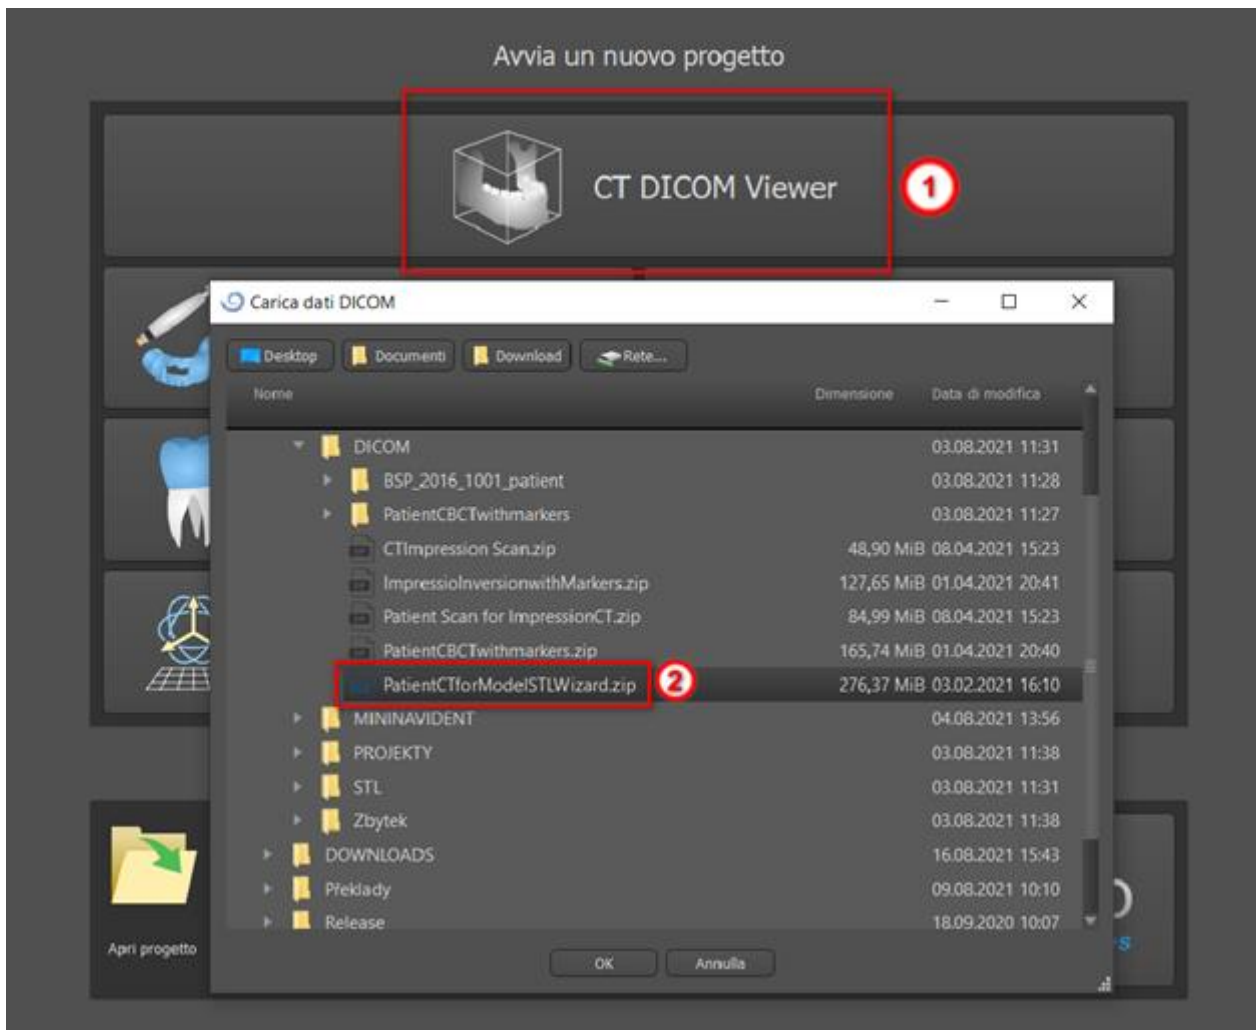 Avvia un nuovo progetto
CT DICOM Viewer
1
Carica dati DICOM
Desktop Documenti Download Rete...
Nome Dimensione Data di modifica
DICOM 03.08.2021 11:31
BSP_2016_1001_patient 03.08.2021 11:28
PatientCBCTwithmarkers 03.08.2021 11:27
CTImpression Scan.zip 48,90 MiB 08.04.2021 15:23
ImpressioInversionwithMarkers.zip 127,65 MiB 01.04.2021 20:41
Patient Scan for ImpressionCT.zip 84,99 MiB 08.04.2021 15:23
PatientCBCTwithmarkers.zip 165,74 MiB 01.04.2021 20:40
PatientCTforModelSTLWizard.zip 2 276,37 MiB 03.02.2021 16:10
MININAVIDENT 04.08.2021 13:56
PROJEKTY 03.08.2021 11:38
STL 03.08.2021 11:31
Zbytek 03.08.2021 11:38
DOWNLOADS 16.08.2021 15:43
Překlady 09.08.2021 10:10
Release 18.09.2020 10:07
Apri progetto
OK Annulla